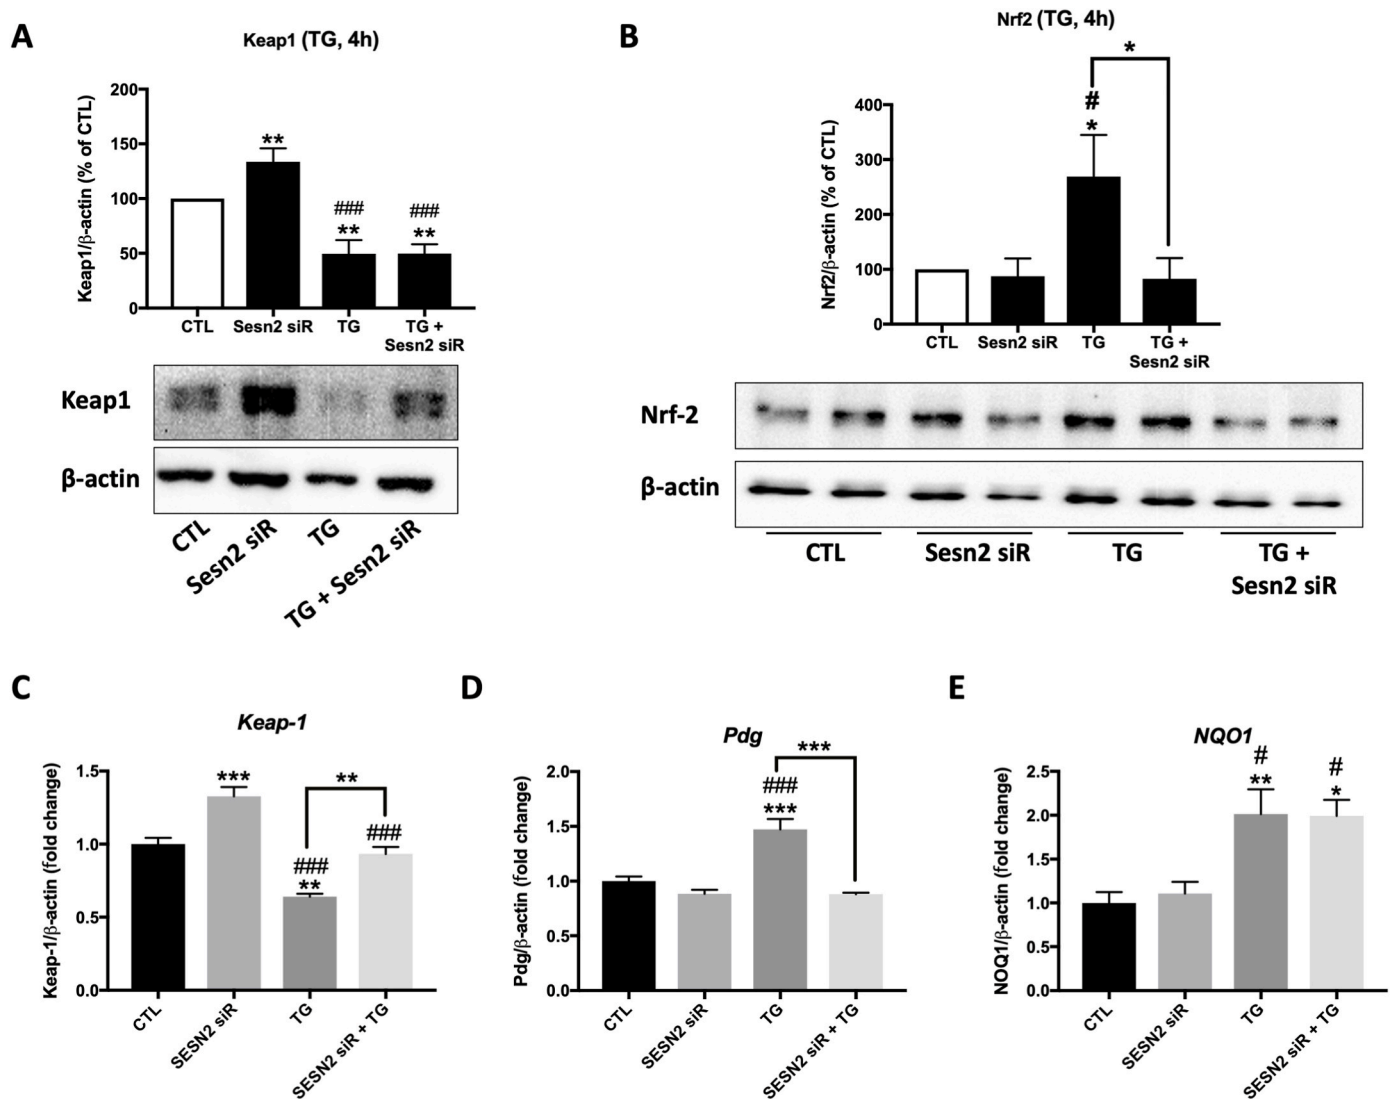 A
Keap1 (TG, 4h)
Keap1/β-actin (% of CTL)
200
150
100
50
0
**
###
**
###
**
CTL
Sesn2 siR
TG
TG +
Sesn2 siR
Keap1
β-actin
CTL
Sesn2 siR
TG
TG + Sesn2 siR
B
Nrf2 (TG, 4h)
Nrf2/β-actin (% of CTL)
400
300
200
100
0
*
#
*
CTL
Sesn2 siR
TG
TG +
Sesn2 siR
Nrf-2
β-actin
CTL
Sesn2 siR
TG
TG +
Sesn2 siR
C
Keap-1
Keap-1/β-actin (fold change)
1.5
1.0
0.5
0.0
***
**
###
**
###
CTL
SESN2 siR
TG
SESN2 siR + TG
D
Pdg
Pdg/β-actin (fold change)
2.0
1.5
1.0
0.5
0.0
***
###
***
CTL
SESN2 siR
TG
SESN2 siR + TG
E
NQO1
NOQ1/β-actin (fold change)
2.5
2.0
1.5
1.0
0.5
0.0
#
**
#
*
CTL
SESN2 siR
TG
SESN2 siR + TG